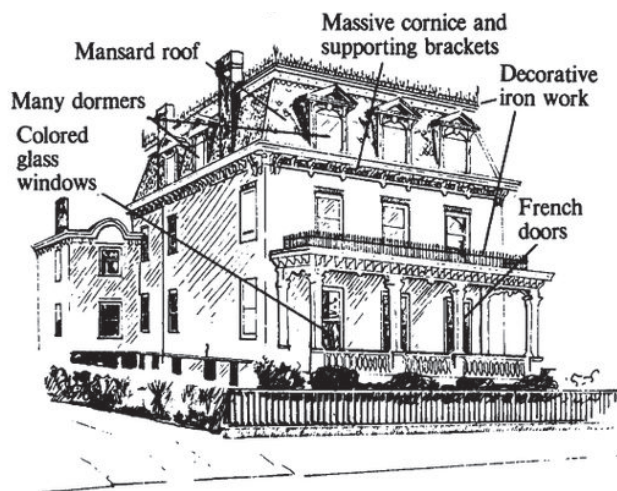 Massive cornice and
supporting brackets
Mansard roof
Decorative
iron work
Many dormers
Colored
glass
windows
French
doors